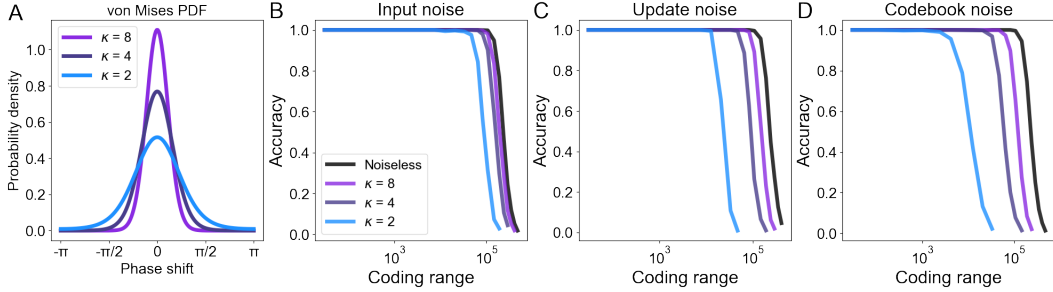 A
von Mises PDF
Probability density
1.0
0.8
0.6
0.4
0.2
0.0
κ = 8
κ = 4
κ = 2
-π
-π/2
0
π/2
π
Phase shift
B
Input noise
Accuracy
1.0
0.8
0.6
0.4
0.2
0.0
Noiseless
κ = 8
κ = 4
κ = 2
10³
10⁵
Coding range
C
Update noise
Accuracy
1.0
0.8
0.6
0.4
0.2
0.0
10³
10⁵
Coding range
D
Codebook noise
Accuracy
1.0
0.8
0.6
0.4
0.2
0.0
10³
10⁵
Coding range